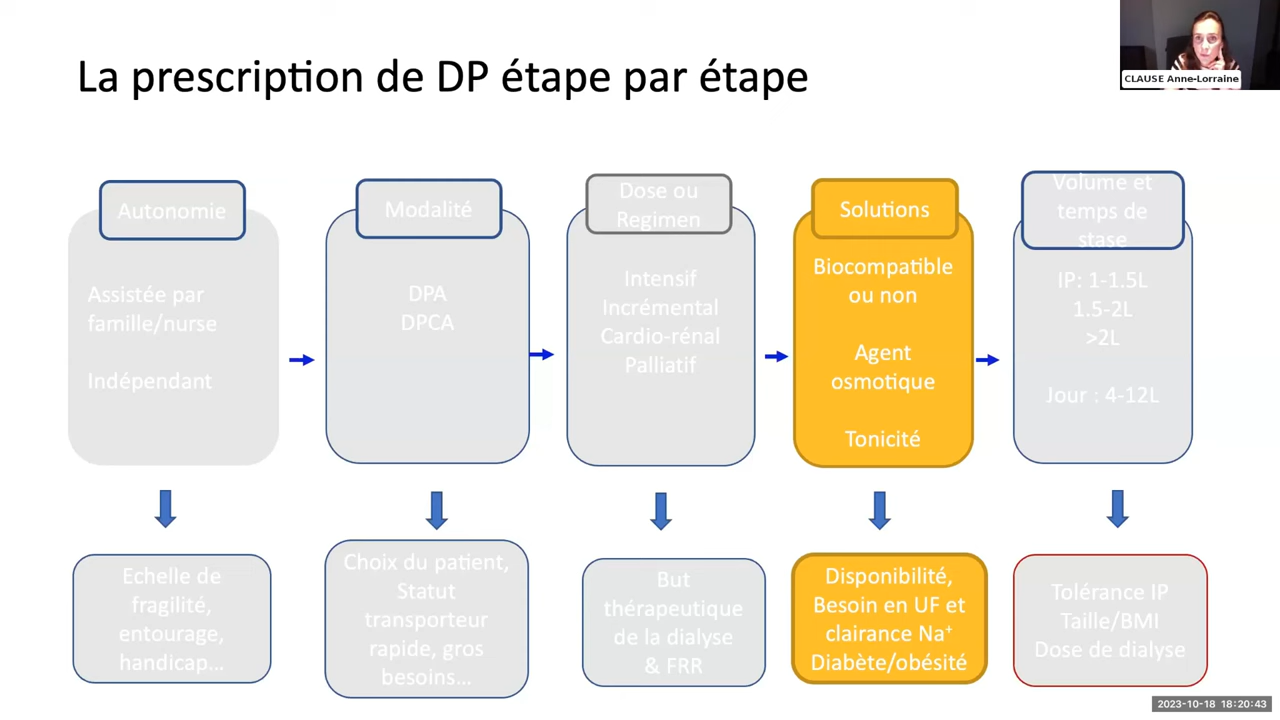 La prescription de DP étape par étape
CLAUSE Anne-Lorraine
Autonomie
Assistée par
famille/nurse
Indépendant
Echelle de
fragilité,
entourage,
handicap...
Modalité
DPA
DPCA
Choix du patient,
Statut
transporteur
rapide, gros
besoins...
Dose ou
Regimen
Intensif
Incrémental
Cardio-rénal
Palliatif
But
thérapeutique
de la dialyse
& FRR
Solutions
Biocompatible
ou non
Agent
osmotique
Tonicité
Disponibilité,
Besoin en UF et
clairance Na⁺
Diabète/obésité
Volume et
temps de
stase
IP: 1-1.5L
1.5-2L
>2L
Jour : 4-12L
Tolérance IP
Taille/BMI
Dose de dialyse
2023-10-18 18:20:43